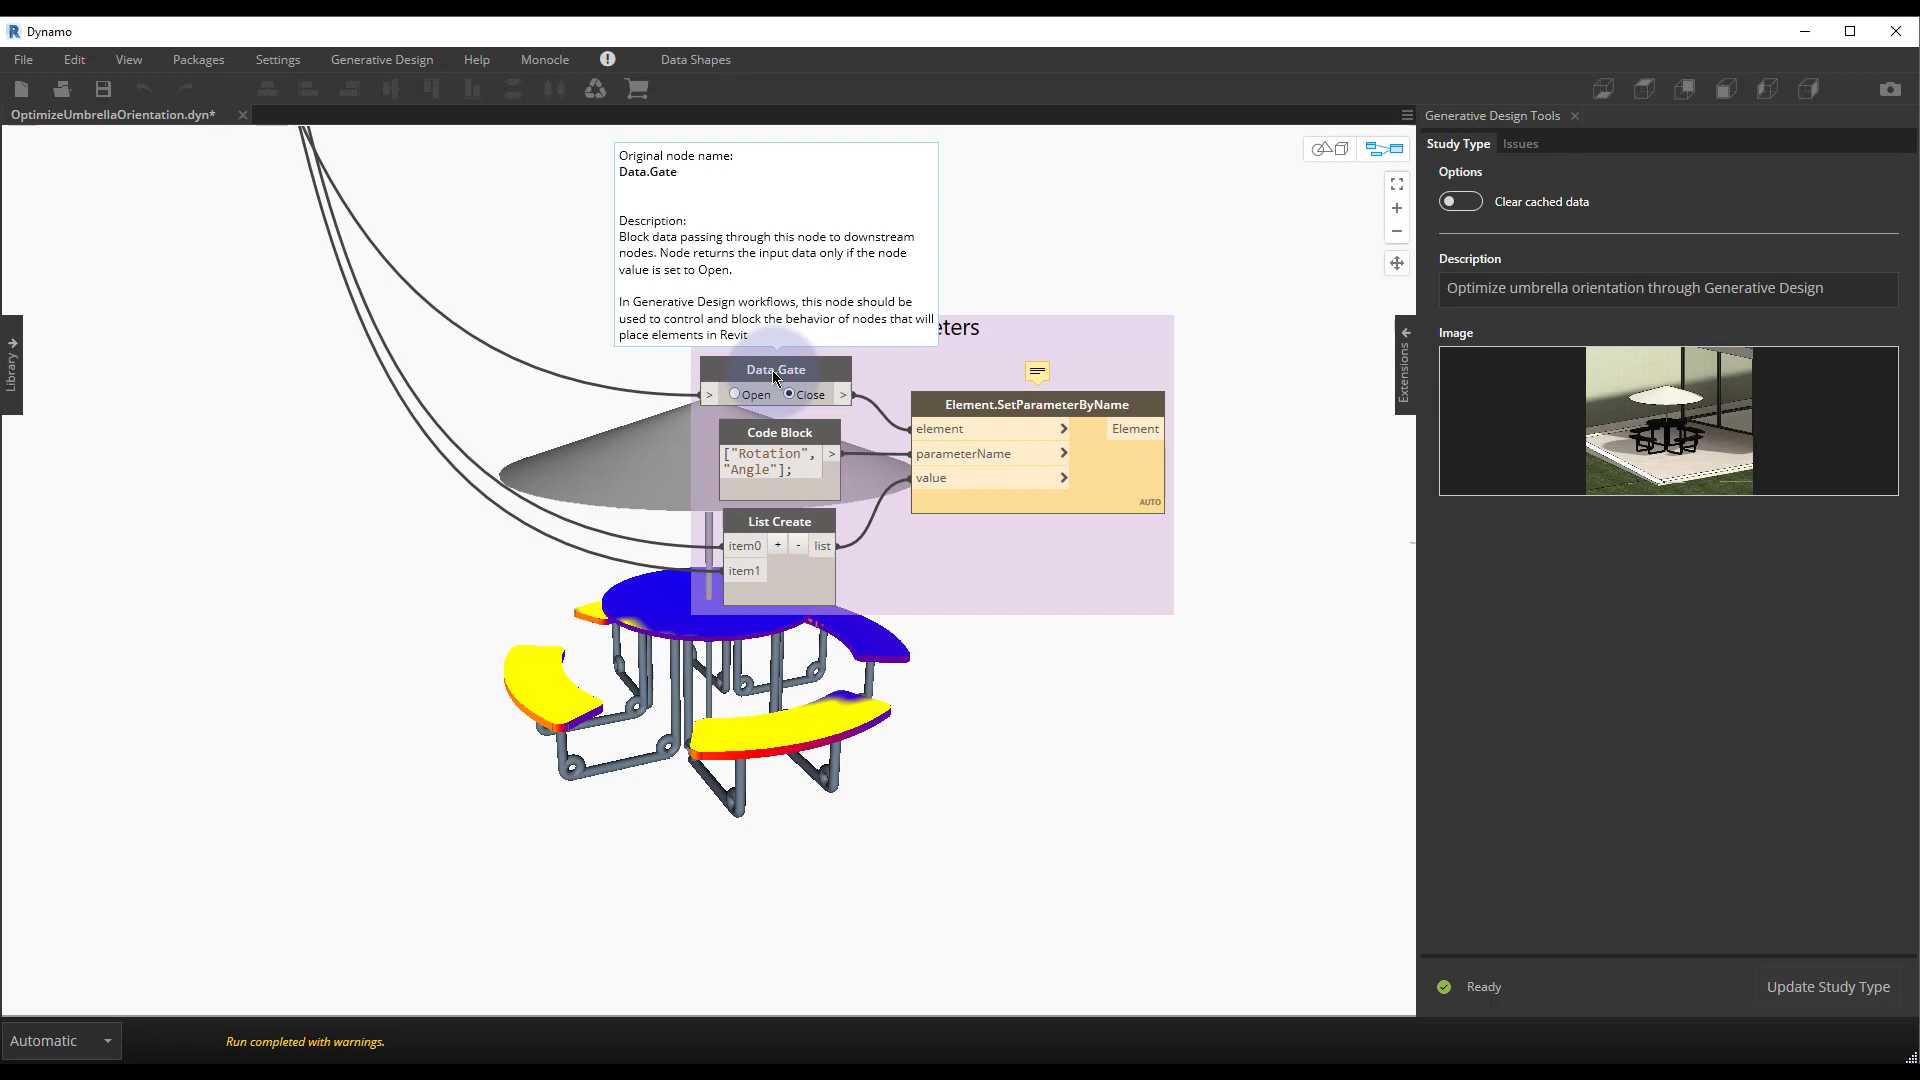 Dynamo
File Edit View Packages Settings Generative Design Help Monocle Data Shapes
OptimizeUmbrellaOrientation.dyn*
Generative Design Tools
Study Type Issues
Options
Clear cached data
Description
Optimize umbrella orientation through Generative Design
Image
Library
Extensions
Original node name:
Data.Gate
Description:
Block data passing through this node to downstream
nodes. Node returns the input data only if the node
value is set to Open.
In Generative Design workflows, this node should be
used to control and block the behavior of nodes that will
place elements in Revit
eters
Data.Gate
> Open Close >
Code Block
["Rotation",
"Angle"];
>
List Create
item0 + - list
item1
Element.SetParameterByName
element > Element
parameterName >
value >
AUTO
Ready
Update Study Type
Automatic
Run completed with warnings.